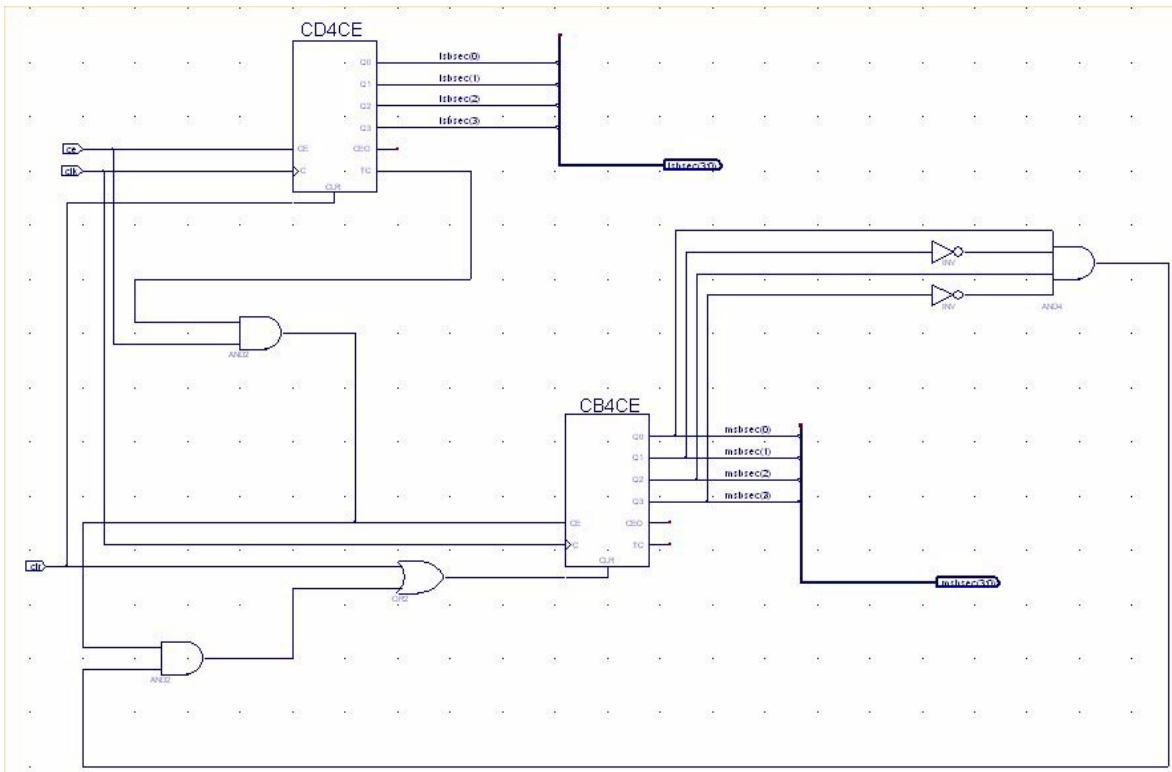 CD4CE
Q0
lsbsec(0)
Q1
lsbsec(1)
Q2
lsbsec(2)
Q3
lsbsec(3)
ce
CE
CEO
clk
C
TC
lsbsec(3:0)
CLR
INV
INV
AND4
AND2
CB4CE
Q0
msbsec(0)
Q1
msbsec(1)
Q2
msbsec(2)
Q3
msbsec(3)
CE
CEO
C
TC
CLR
clr
msbsec(3:0)
OR2
AND2